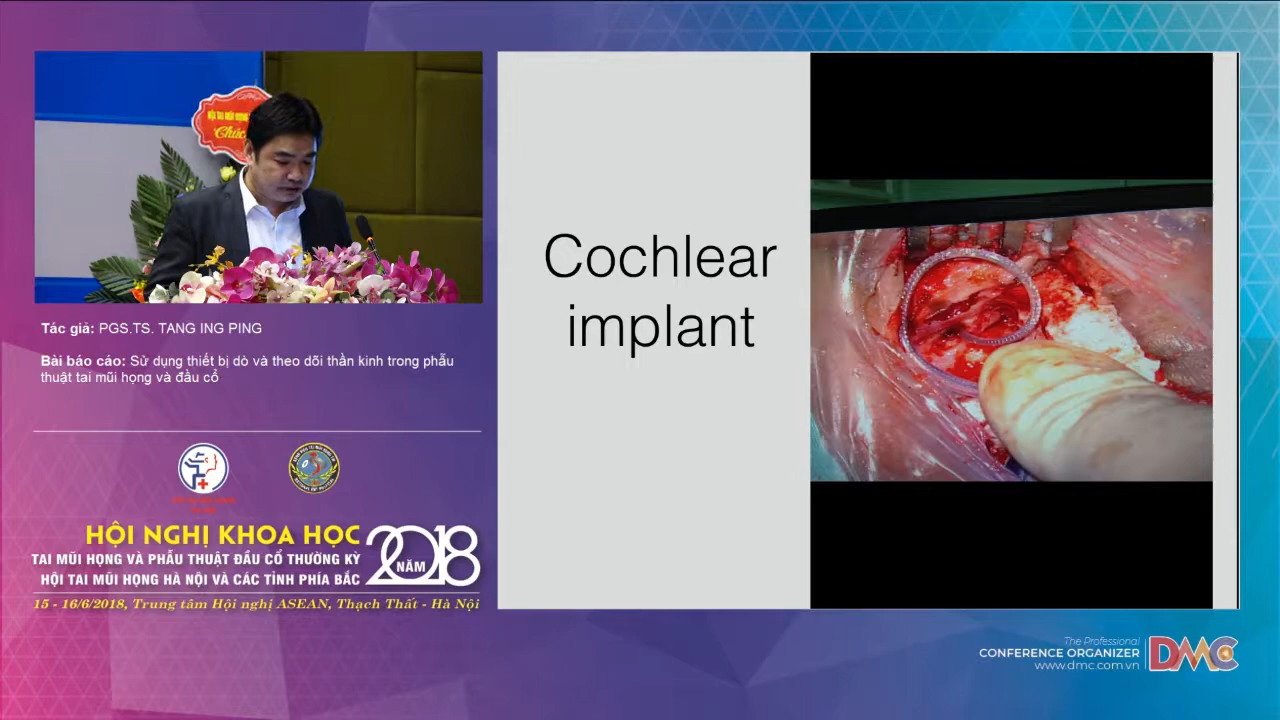 Chúc
Tác giả: PGS.TS. TANG ING PING
Bài báo cáo: Sử dụng thiết bị dò và theo dõi thần kinh trong phẫu
thuật tai mũi họng và đầu cổ
HỘI NGHỊ KHOA HỌC
TAI MŨI HỌNG VÀ PHẪU THUẬT ĐẦU CỔ THƯỜNG KỲ
HỘI TAI MŨI HỌNG HÀ NỘI VÀ CÁC TỈNH PHÍA BẮC
NĂM 2018
15 - 16/6/2018, Trung tâm Hội nghị ASEAN, Thạch Thất - Hà Nội
Cochlear
implant
The Professional
CONFERENCE ORGANIZER
www.dmc.com.vn
DMC